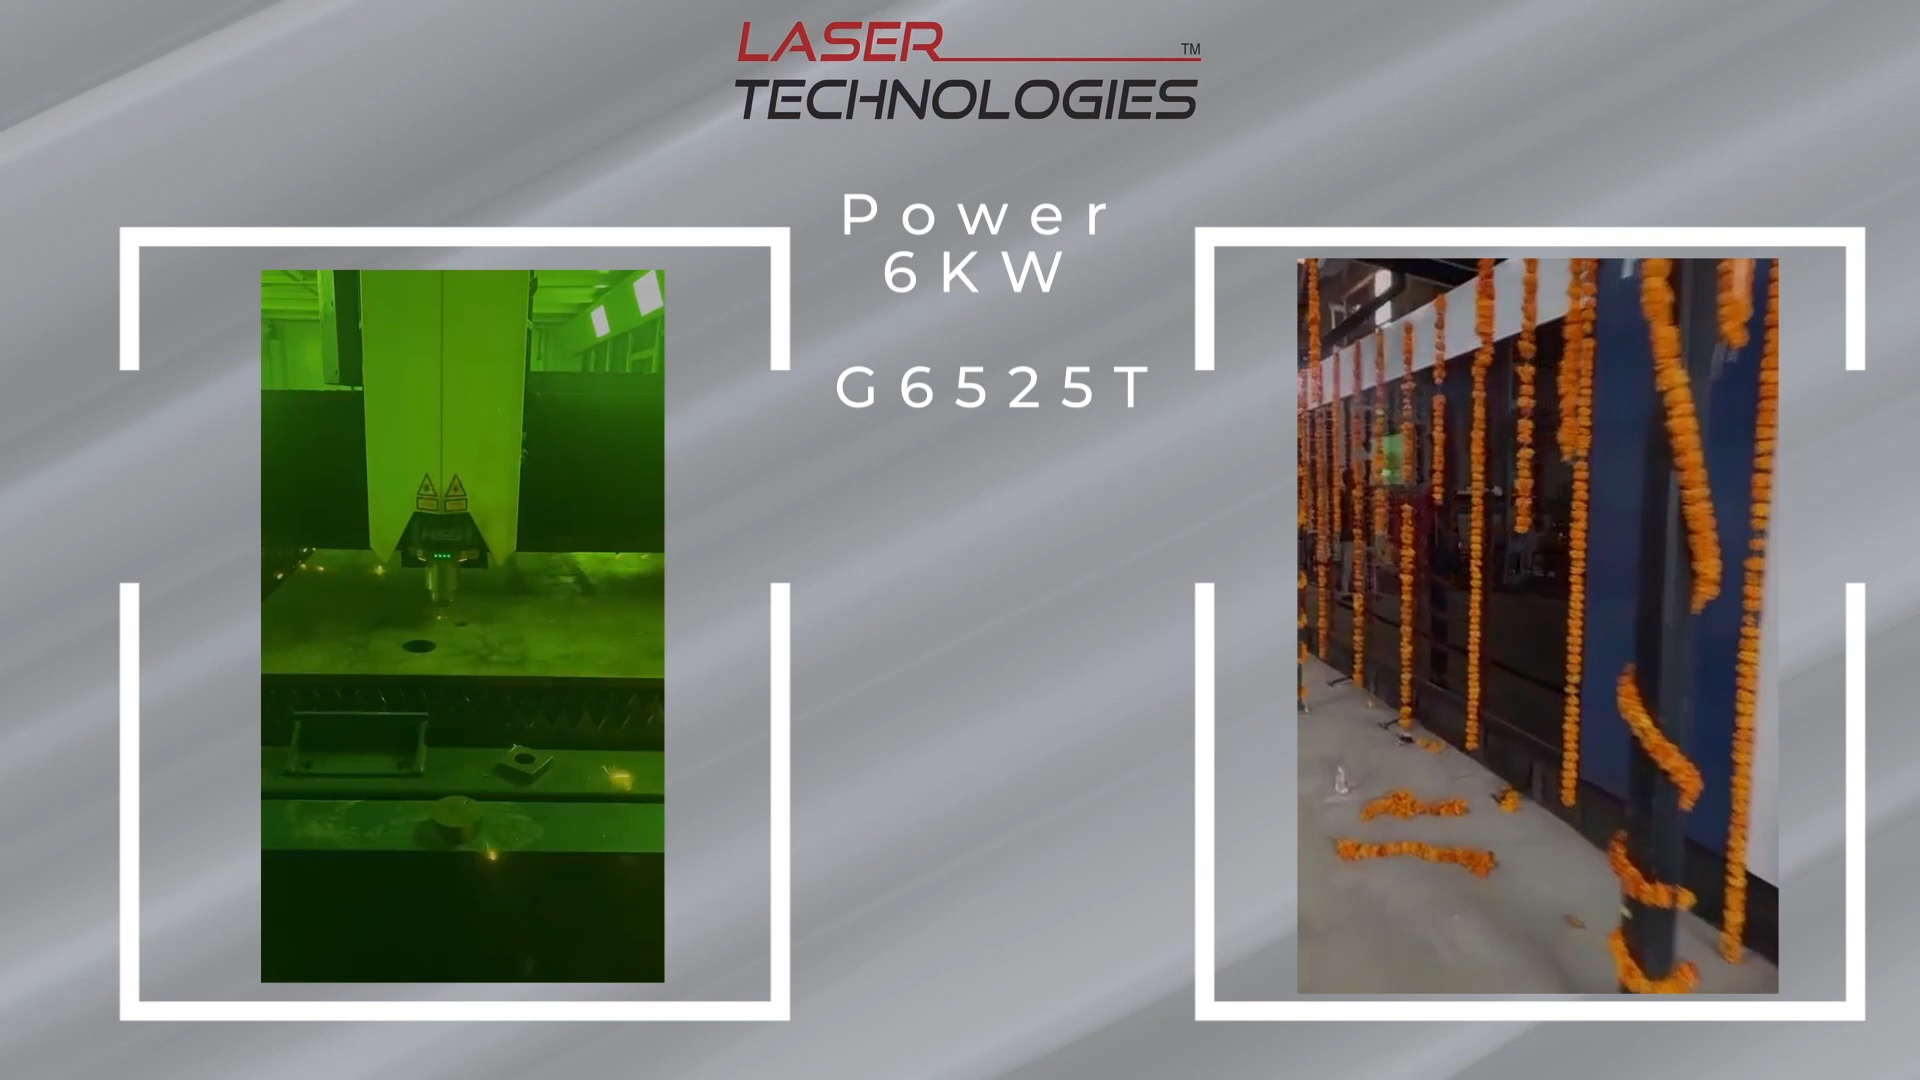 LASER
TM
TECHNOLOGIES
Power
6KW
G6525T